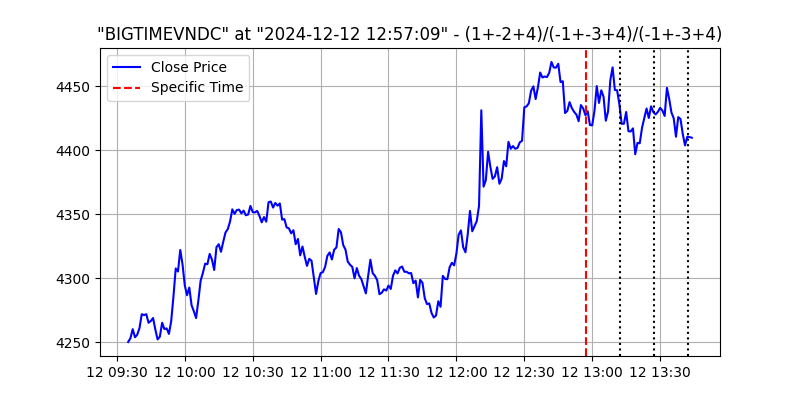 "BIGTIMEVNDC" at "2024-12-12 12:57:09" - (1+-2+4)/(-1+-3+4)/(-1+-3+4)
Close Price
Specific Time
4450
4400
4350
4300
4250
12 09:30 12 10:00 12 10:30 12 11:00 12 11:30 12 12:00 12 12:30 12 13:00 12 13:30